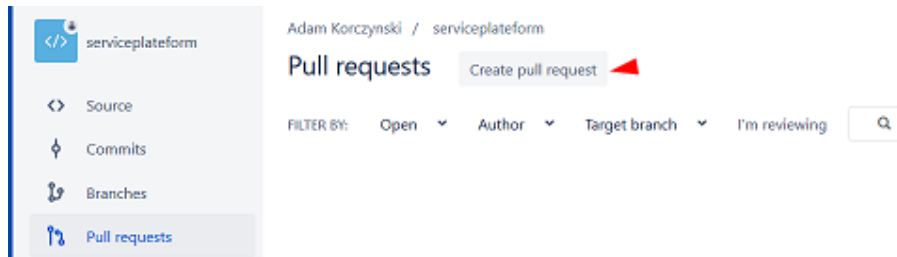 serviceplateform
Source
Commits
Branches
Pull requests
Adam Korczynski / serviceplateform
Pull requests Create pull request
FILTER BY: Open Author Target branch I'm reviewing